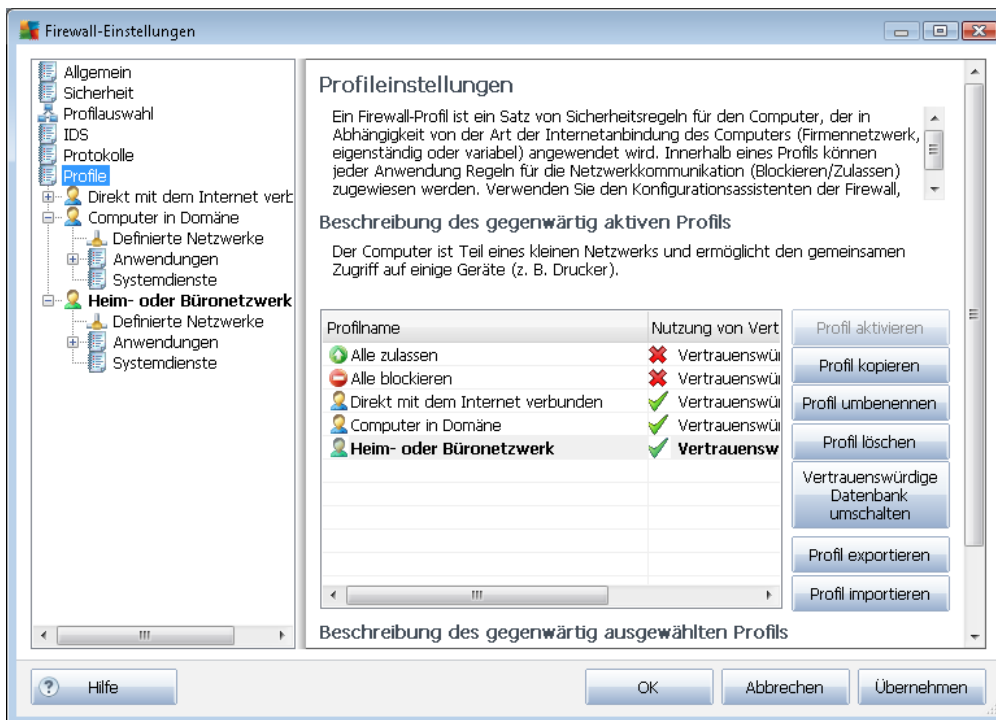 Firewall-Einstellungen
Allgemein
Sicherheit
Profilauswahl
IDS
Protokolle
Profile
Direkt mit dem Internet verb
Computer in Domäne
Definierte Netzwerke
Anwendungen
Systemdienste
Heim- oder Büronetzwerk
Definierte Netzwerke
Anwendungen
Systemdienste
Profileinstellungen
Ein Firewall-Profil ist ein Satz von Sicherheitsregeln für den Computer, der in
Abhängigkeit von der Art der Internetanbindung des Computers (Firmennetzwerk,
eigenständig oder variabel) angewendet wird. Innerhalb eines Profils können
jeder Anwendung Regeln für die Netzwerkkommunikation (Blockieren/Zulassen)
zugewiesen werden. Verwenden Sie den Konfigurationsassistenten der Firewall,
Beschreibung des gegenwärtig aktiven Profils
Der Computer ist Teil eines kleinen Netzwerks und ermöglicht den gemeinsamen
Zugriff auf einige Geräte (z. B. Drucker).
Profilname Nutzung von Vert
Alle zulassen Vertrauenswür
Alle blockieren Vertrauenswür
Direkt mit dem Internet verbunden Vertrauenswür
Computer in Domäne Vertrauenswür
Heim- oder Büronetzwerk Vertrauensw
Profil aktivieren
Profil kopieren
Profil umbenennen
Profil löschen
Vertrauenswürdige
Datenbank
umschalten
Profil exportieren
Profil importieren
Beschreibung des gegenwärtig ausgewählten Profils
? Hilfe
OK
Abbrechen
Übernehmen